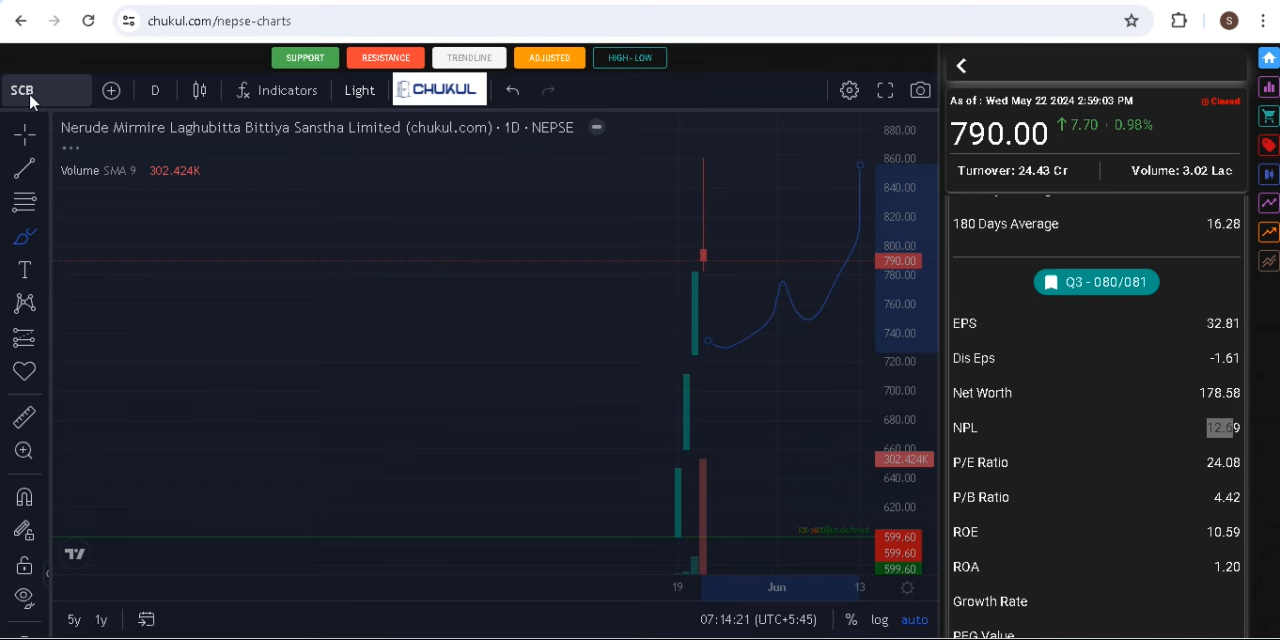 chukul.com/nepse-charts
S
SUPPORT
RESISTANCE
TRENDLINE
ADJUSTED
HIGH - LOW
SCB
D
Indicators
Light
CHUKUL
Nerude Mirmire Laghubitta Bittiya Sanstha Limited (chukul.com) · 1D · NEPSE
Volume SMA 9 302.424K
880.00
860.00
840.00
820.00
800.00
790.00
780.00
760.00
740.00
720.00
700.00
680.00
660.00
302.424K
640.00
620.00
599.60
599.60
599.60
19
Jun
13
5y
1y
07:14:21 (UTC+5:45)
%
log
auto
As of : Wed May 22 2024 2:59:03 PM
Closed
790.00 ↑7.70 0.98%
Turnover: 24.43 Cr
Volume: 3.02 Lac
180 Days Average 16.28
Q3 - 080/081
EPS 32.81
Dis Eps -1.61
Net Worth 178.58
NPL 12.69
P/E Ratio 24.08
P/B Ratio 4.42
ROE 10.59
ROA 1.20
Growth Rate
PEG Value